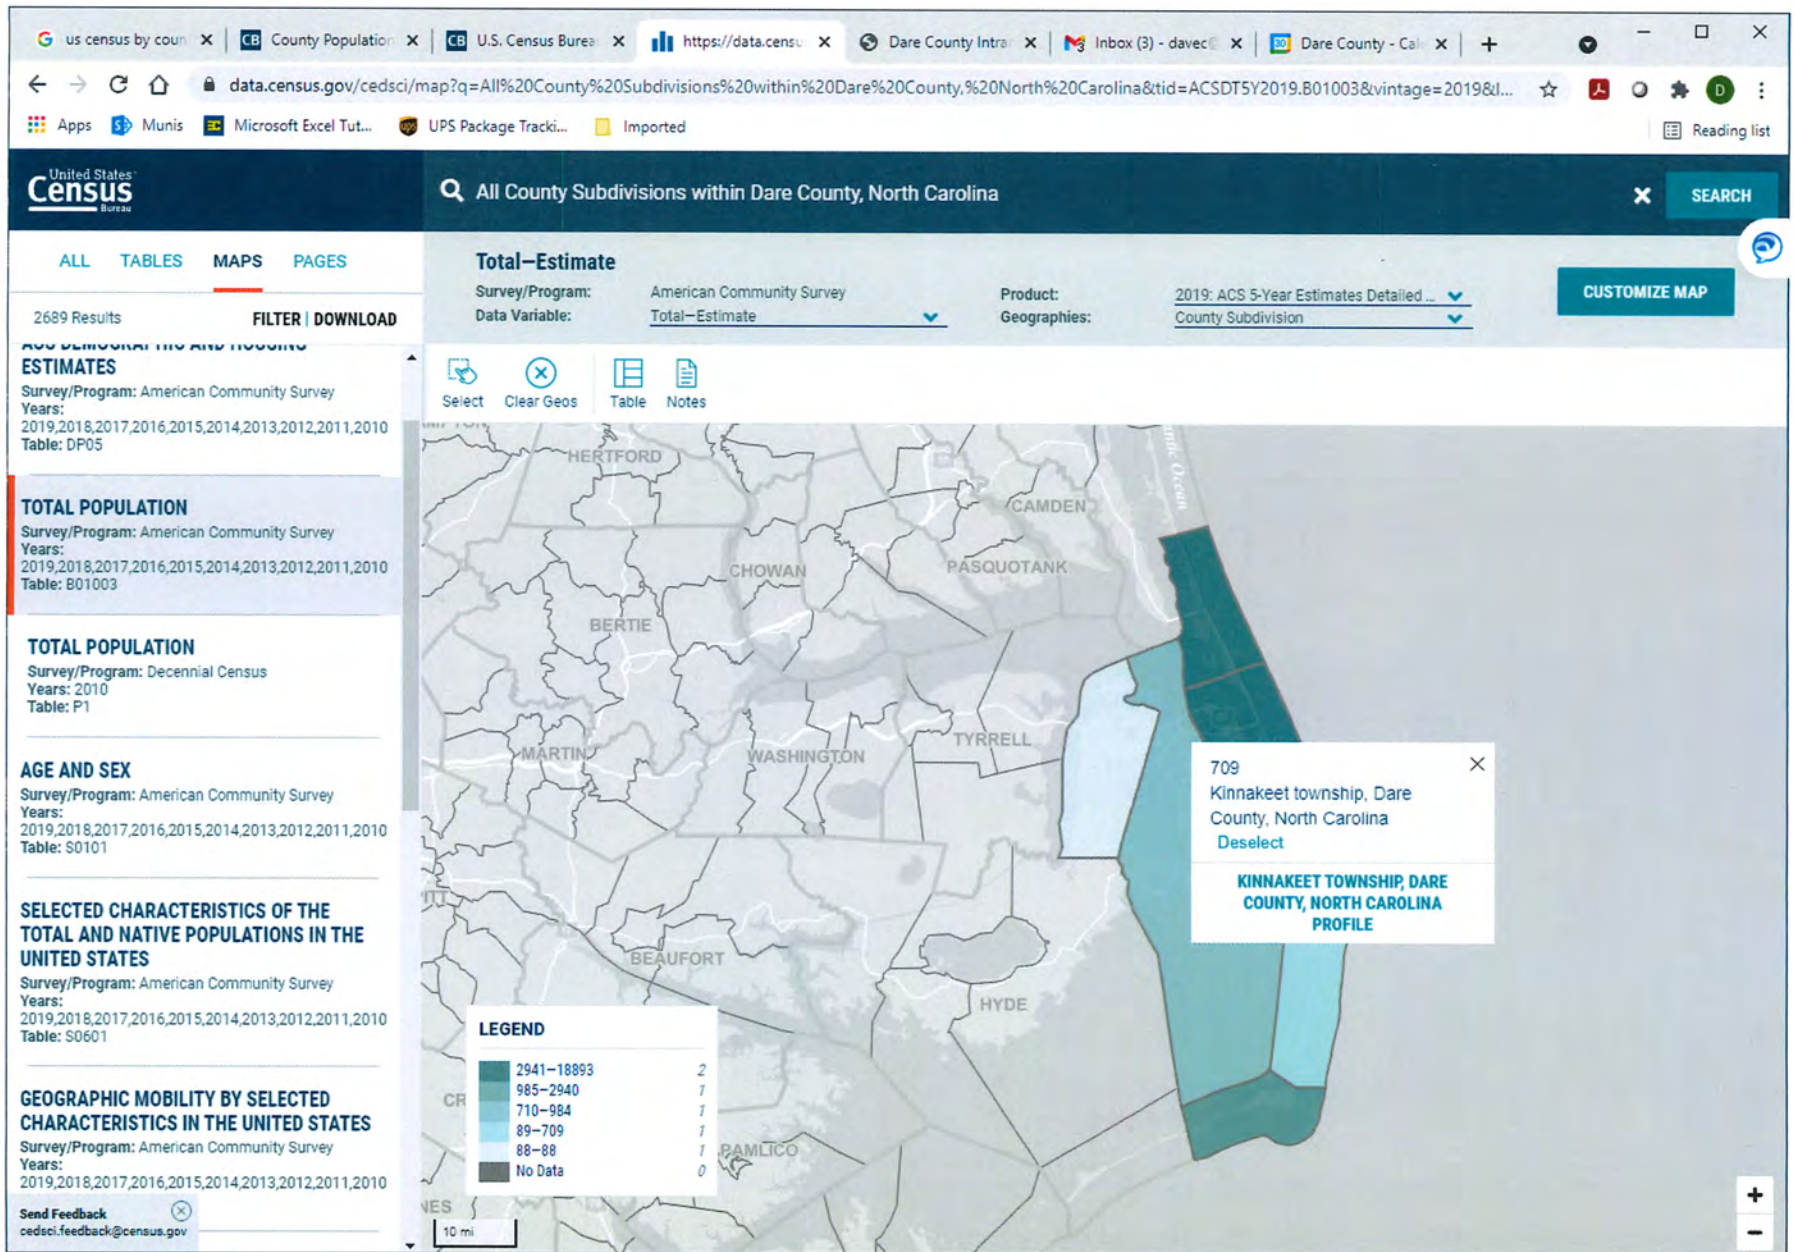 us census by coun
County Population
U.S. Census Burea
https://data.censu
Dare County Intra
Inbox (3) - davec
Dare County - Cal
data.census.gov/cedsci/map?q=All%20County%20Subdivisions%20within%20Dare%20County,%20North%20Carolina&tid=ACSDT5Y2019.B01003&vintage=2019&l...
D
Apps
Munis
Microsoft Excel Tut...
UPS Package Tracki...
Imported
Reading list
United States
Census
Bureau
All County Subdivisions within Dare County, North Carolina
SEARCH
ALL TABLES MAPS PAGES
2689 Results
FILTER | DOWNLOAD
Total—Estimate
Survey/Program: American Community Survey
Product: 2019: ACS 5-Year Estimates Detailed ...
Data Variable: Total—Estimate
Geographies: County Subdivision
CUSTOMIZE MAP
Select
Clear Geos
Table
Notes
ACS DEMOGRAPHIC AND HOUSING
ESTIMATES
Survey/Program: American Community Survey
Years:
2019,2018,2017,2016,2015,2014,2013,2012,2011,2010
Table: DP05
TOTAL POPULATION
Survey/Program: American Community Survey
Years:
2019,2018,2017,2016,2015,2014,2013,2012,2011,2010
Table: B01003
TOTAL POPULATION
Survey/Program: Decennial Census
Years: 2010
Table: P1
AGE AND SEX
Survey/Program: American Community Survey
Years:
2019,2018,2017,2016,2015,2014,2013,2012,2011,2010
Table: S0101
SELECTED CHARACTERISTICS OF THE
TOTAL AND NATIVE POPULATIONS IN THE
UNITED STATES
Survey/Program: American Community Survey
Years:
2019,2018,2017,2016,2015,2014,2013,2012,2011,2010
Table: S0601
GEOGRAPHIC MOBILITY BY SELECTED
CHARACTERISTICS IN THE UNITED STATES
Survey/Program: American Community Survey
Years:
2019,2018,2017,2016,2015,2014,2013,2012,2011,2010
Send Feedback
cedsci.feedback@census.gov
HERTFORD
antic Ocean
CAMDEN
CHOWAN
PASQUOTANK
BERTIE
MARTIN
WASHINGTON
TYRRELL
ITT
BEAUFORT
HYDE
CR
PAMLICO
NES
709
Kinnakeet township, Dare
County, North Carolina
Deselect
KINNAKEET TOWNSHIP, DARE
COUNTY, NORTH CAROLINA
PROFILE
LEGEND
2941—18893 2
985—2940 1
710—984 1
89—709 1
88—88 1
No Data 0
10 mi
+
−